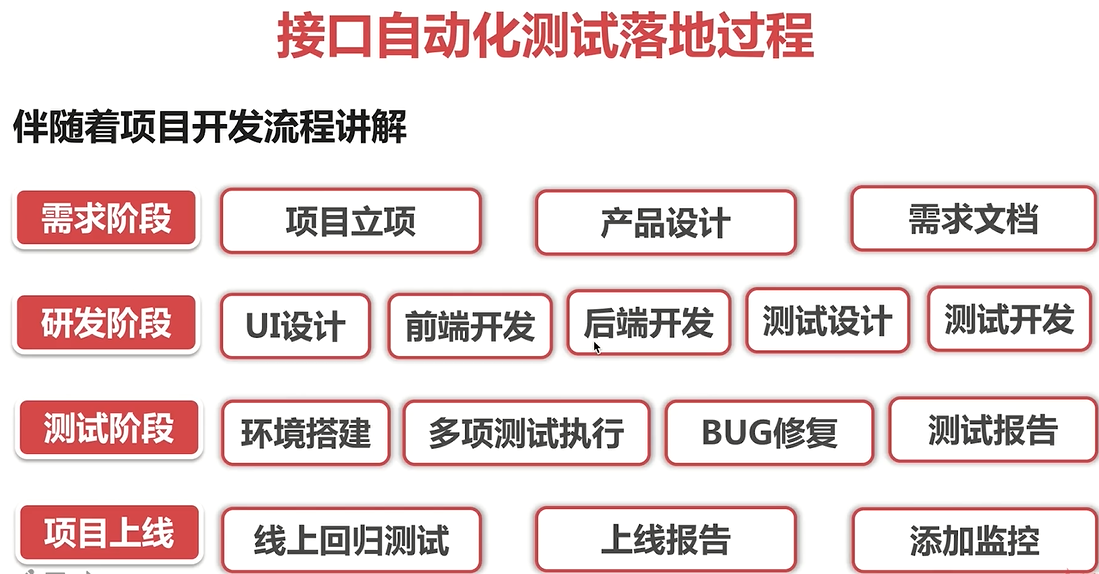 接口自动化测试落地过程
伴随着项目开发流程讲解
需求阶段 项目立项 产品设计 需求文档
研发阶段 UI设计 前端开发 后端开发 测试设计 测试开发
测试阶段 环境搭建 多项测试执行 BUG修复 测试报告
项目上线 线上回归测试 上线报告 添加监控